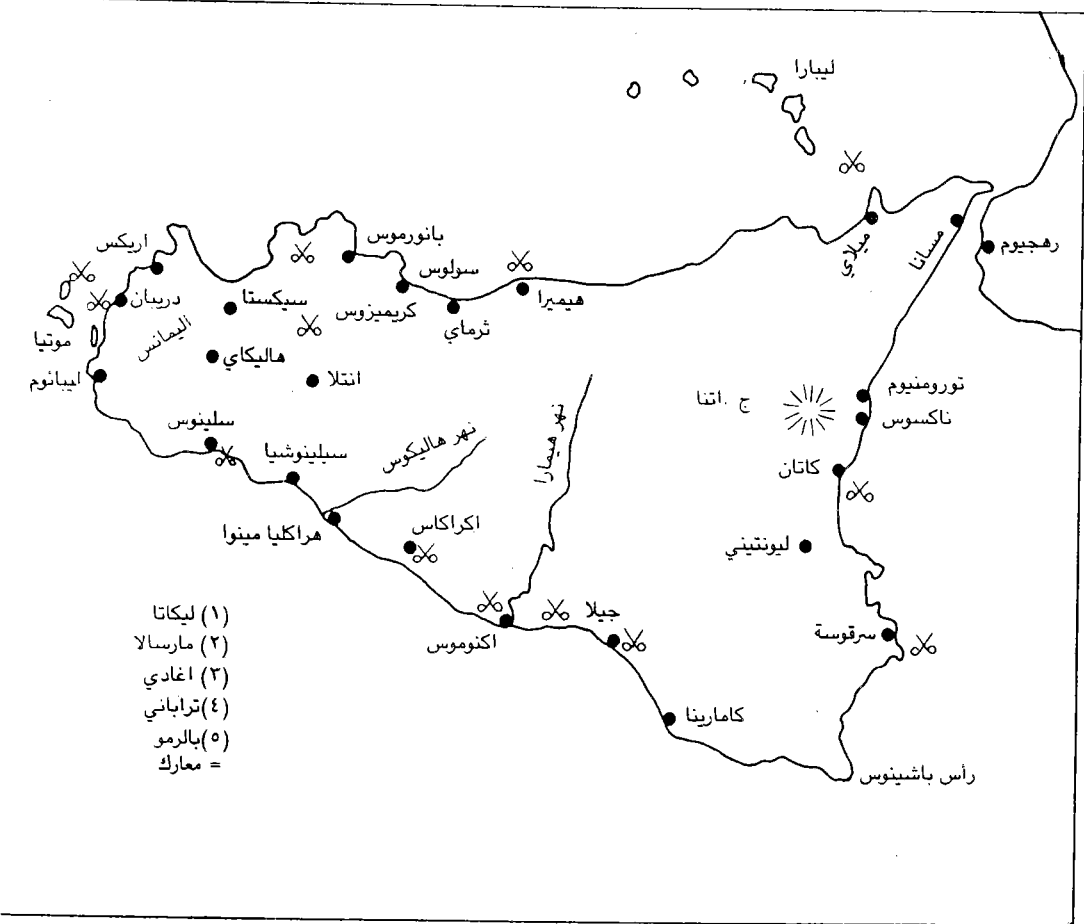 ليبارا
مسانا
ميلاي
رهجيوم
بانورموس
اريكس
سولوس
كريميزوس
هيميرا
ثرماي
سيكستا
دريبان
اليمانس
هاليكاي
موتيا
ليبائوم
انتلا
تورومنيوم
ناكسوس
ج . اتنا
كاتان
سلينوس
سيلينوشيا
نهر هاليكوس
نهر هيمارا
هراكليا مينوا
اكراكاس
ليونتيني
جيلا
اكنوموس
سرقوسة
كامارينا
رأس باشينوس
(١) ليكاتا
(٢) مارسالا
(٣) اغادي
(٤) تراباني
(٥) بالرمو
= معارك